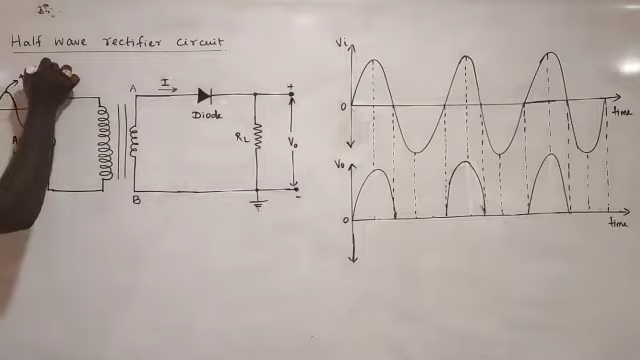 Half wave rectifier circuit
A
I
Diode
RL
Vo
+
-
B
Vi
0
time
Vo
0
time